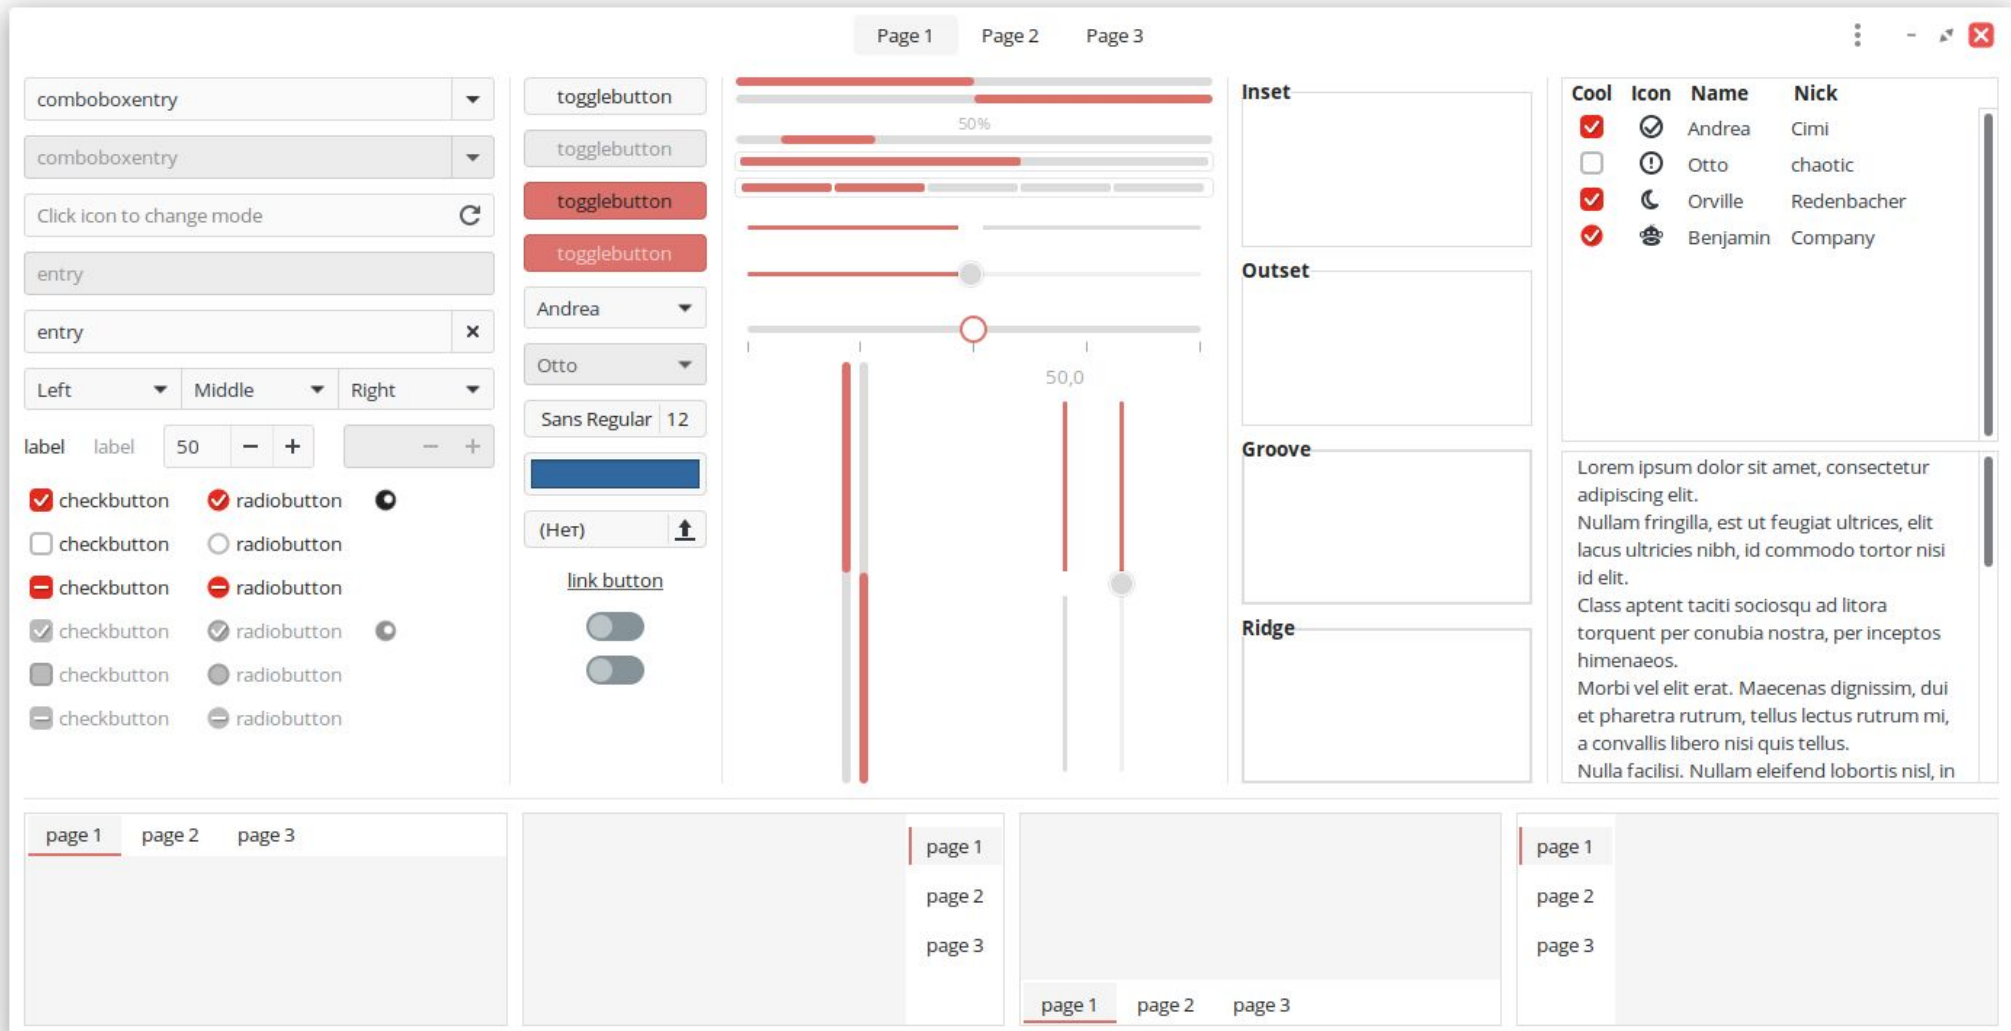 Page 1 Page 2 Page 3
comboboxentry
comboboxentry
Click icon to change mode
entry
entry
Left Middle Right
label label 50
checkbutton radiobutton
checkbutton radiobutton
checkbutton radiobutton
checkbutton radiobutton
checkbutton radiobutton
checkbutton radiobutton
togglebutton
togglebutton
togglebutton
togglebutton
Andrea
Otto
Sans Regular 12
(Нет)
link button
50%
50,0
Inset
Outset
Groove
Ridge
Cool Icon Name Nick
Andrea Cimi
Otto chaotic
Orville Redenbacher
Benjamin Company
Lorem ipsum dolor sit amet, consectetur
adipiscing elit.
Nullam fringilla, est ut feugiat ultrices, elit
lacus ultricies nibh, id commodo tortor nisi
id elit.
Class aptent taciti sociosqu ad litora
torquent per conubia nostra, per inceptos
himenaeos.
Morbi vel elit erat. Maecenas dignissim, dui
et pharetra rutrum, tellus lectus rutrum mi,
a convallis libero nisi quis tellus.
Nulla facilisi. Nullam eleifend lobortis nisl, in
page 1 page 2 page 3
page 1
page 2
page 3
page 1 page 2 page 3
page 1
page 2
page 3